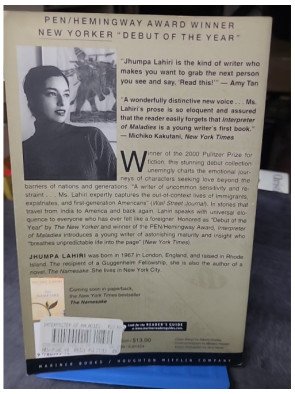 PEN/HEMINGWAY AWARD WINNER
NEW YORKER "DEBUT OF THE YEAR"
"Jhumpa Lahiri is the kind of writer who
makes you want to grab the next person
you see and say, 'Read this!'" — Amy Tan
"A wonderfully distinctive new voice . . . Ms.
Lahiri's prose is so eloquent and assured
that the reader easily forgets that Interpreter
of Maladies is a young writer's first book."
— Michiko Kakutani, New York Times
Winner of the 2000 Pulitzer Prize for
fiction, this stunning debut collection
unerringly charts the emotional jour-
neys of characters seeking love beyond the
barriers of nations and generations. "A writer of uncommon sensitivity and re-
straint . . . Ms. Lahiri expertly captures the out-of-context lives of immigrants,
expatriates, and first-generation Americans" (Wall Street Journal). In stories that
travel from India to America and back again, Lahiri speaks with universal elo-
quence to everyone who has ever felt like a foreigner. Honored as "Debut of the
Year" by The New Yorker and winner of the PEN/Hemingway Award, Interpreter
of Maladies introduces a young writer of astonishing maturity and insight who
"breathes unpredictable life into the page" (New York Times).
JHUMPA LAHIRI was born in 1967 in London, England, and raised in Rhode
Island. The recipient of a Guggenheim Fellowship, she is also the author of a
novel, The Namesake. She lives in New York City.
Coming soon in paperback,
the New York Times bestseller
The Namesake
INTERPRETER OF MALADIES
READER'S GUIDE
$13.00
MARINER BOOKS / HOUGHTON MIFFLIN COMPANY